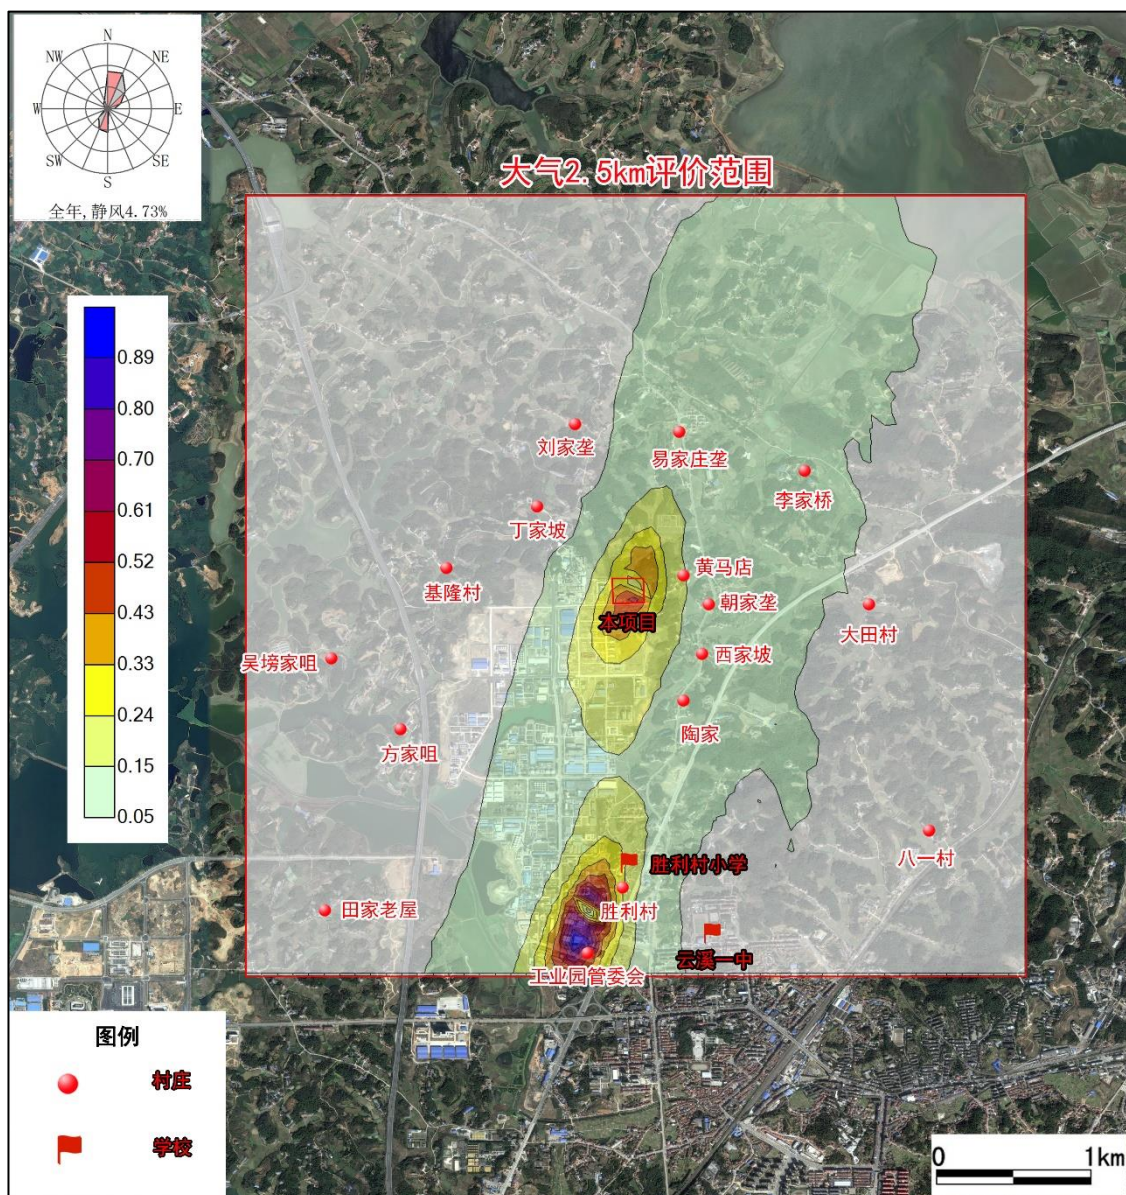 N
NW
NE
W
E
SW
SE
S
全年,静风4.73%
大气2.5km评价范围
0.89
0.80
0.70
0.61
0.52
0.43
0.33
0.24
0.15
0.05
刘家垄
易家庄垄
李家桥
丁家坡
黄马店
基隆村
朝家垄
本项目
大田村
吴塝家咀
西家坡
方家咀
陶家
八一村
胜利村小学
田家老屋
胜利村
云溪一中
工业园管委会
图例
村庄
学校
0
1km